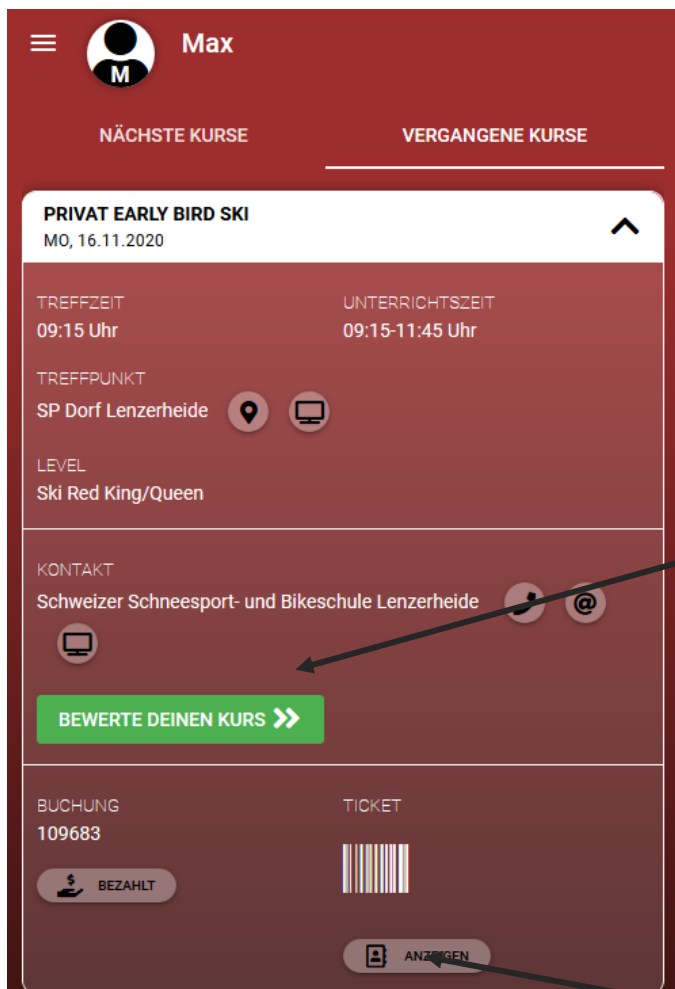 Max
M
NÄCHSTE KURSE
VERGANGENE KURSE
PRIVAT EARLY BIRD SKI
MO, 16.11.2020
TREFFZEIT
UNTERRICHTSZEIT
09:15 Uhr
09:15-11:45 Uhr
TREFFPUNKT
SP Dorf Lenzerheide
LEVEL
Ski Red King/Queen
KONTAKT
Schweizer Schneesport- und Bikeschule Lenzerheide
@
BEWERTE DEINEN KURS
BUCHUNG
TICKET
109683
$
BEZAHLT
ANZEIGEN